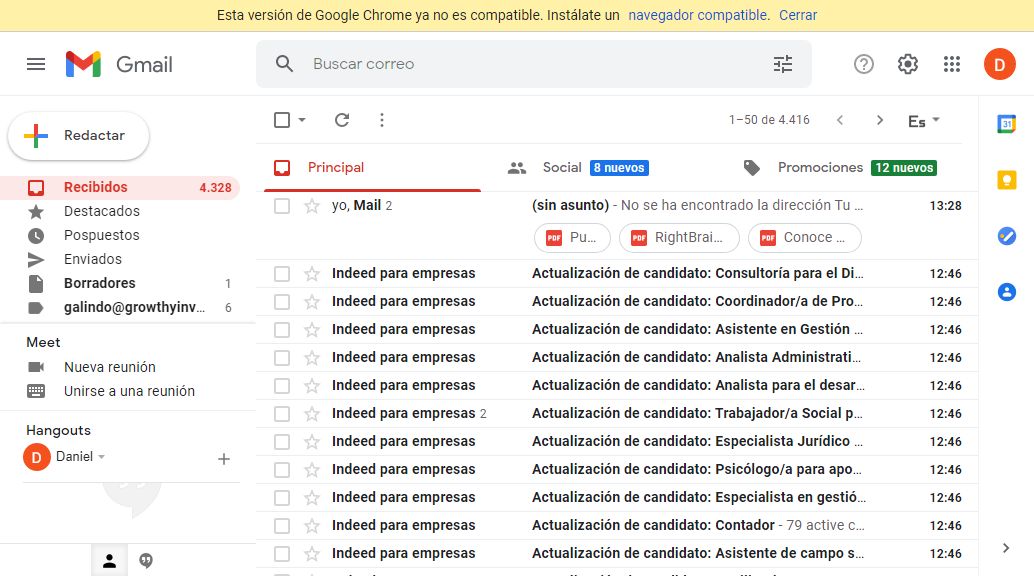 Esta versión de Google Chrome ya no es compatible. Instálate un navegador compatible. Cerrar
Gmail
Buscar correo
D
Redactar
1–50 de 4.416
Es
Principal
Social 8 nuevos
Promociones 12 nuevos
Recibidos 4.328
Destacados
Pospuestos
Enviados
Borradores 1
galindo@growthyinv... 6
Meet
Nueva reunión
Unirse a una reunión
Hangouts
D Daniel
yo, Mail 2 (sin asunto) - No se ha encontrado la dirección Tu ... 13:28
PDF Pu... PDF RightBrai... PDF Conoce ...
Indeed para empresas Actualización de candidato: Consultoría para el Di... 12:46
Indeed para empresas Actualización de candidato: Coordinador/a de Pro... 12:46
Indeed para empresas Actualización de candidato: Asistente en Gestión ... 12:46
Indeed para empresas Actualización de candidato: Analista Administrati... 12:46
Indeed para empresas Actualización de candidato: Analista para el desar... 12:46
Indeed para empresas 2 Actualización de candidato: Trabajador/a Social p... 12:46
Indeed para empresas Actualización de candidato: Especialista Jurídico ... 12:46
Indeed para empresas Actualización de candidato: Psicólogo/a para apo... 12:46
Indeed para empresas Actualización de candidato: Especialista en gestió... 12:46
Indeed para empresas Actualización de candidato: Contador - 79 active c... 12:46
Indeed para empresas Actualización de candidato: Asistente de campo s... 12:46
31